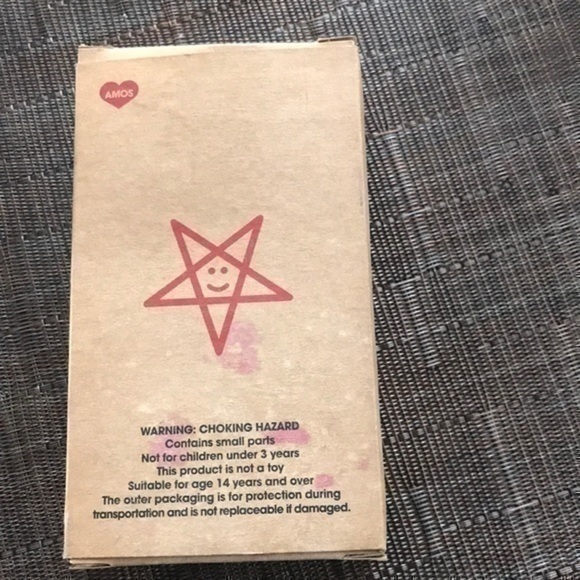 AMOS
WARNING: CHOKING HAZARD
Contains small parts
Not for children under 3 years
This product is not a toy
Suitable for age 14 years and over
The outer packaging is for protection during
transportation and is not replaceable if damaged.